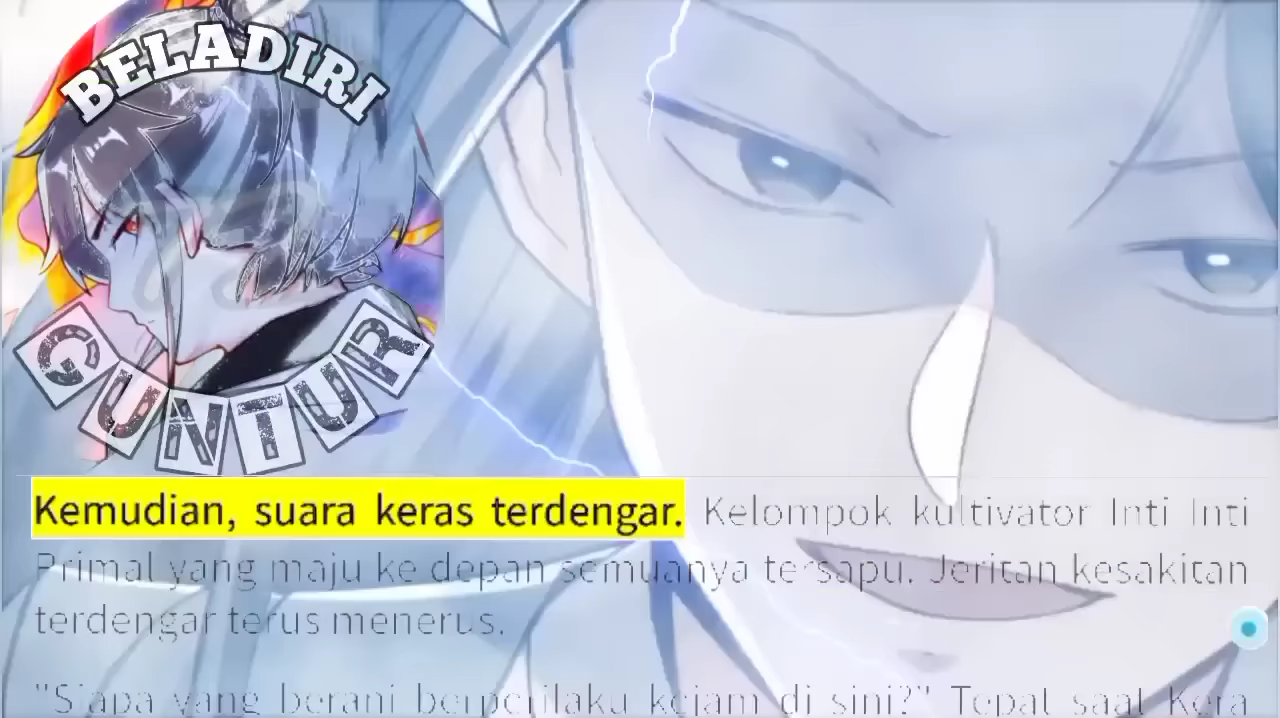 BELADIRI
GUNTUR
Kemudian, suara keras terdengar. Kelompok kultivator Inti Inti
Primal yang maju ke depan semuanya tersapu. Jeritan kesakitan
terdengar terus menerus.
"Siapa yang berani berperilaku kejam di sini?" Tepat saat Kera